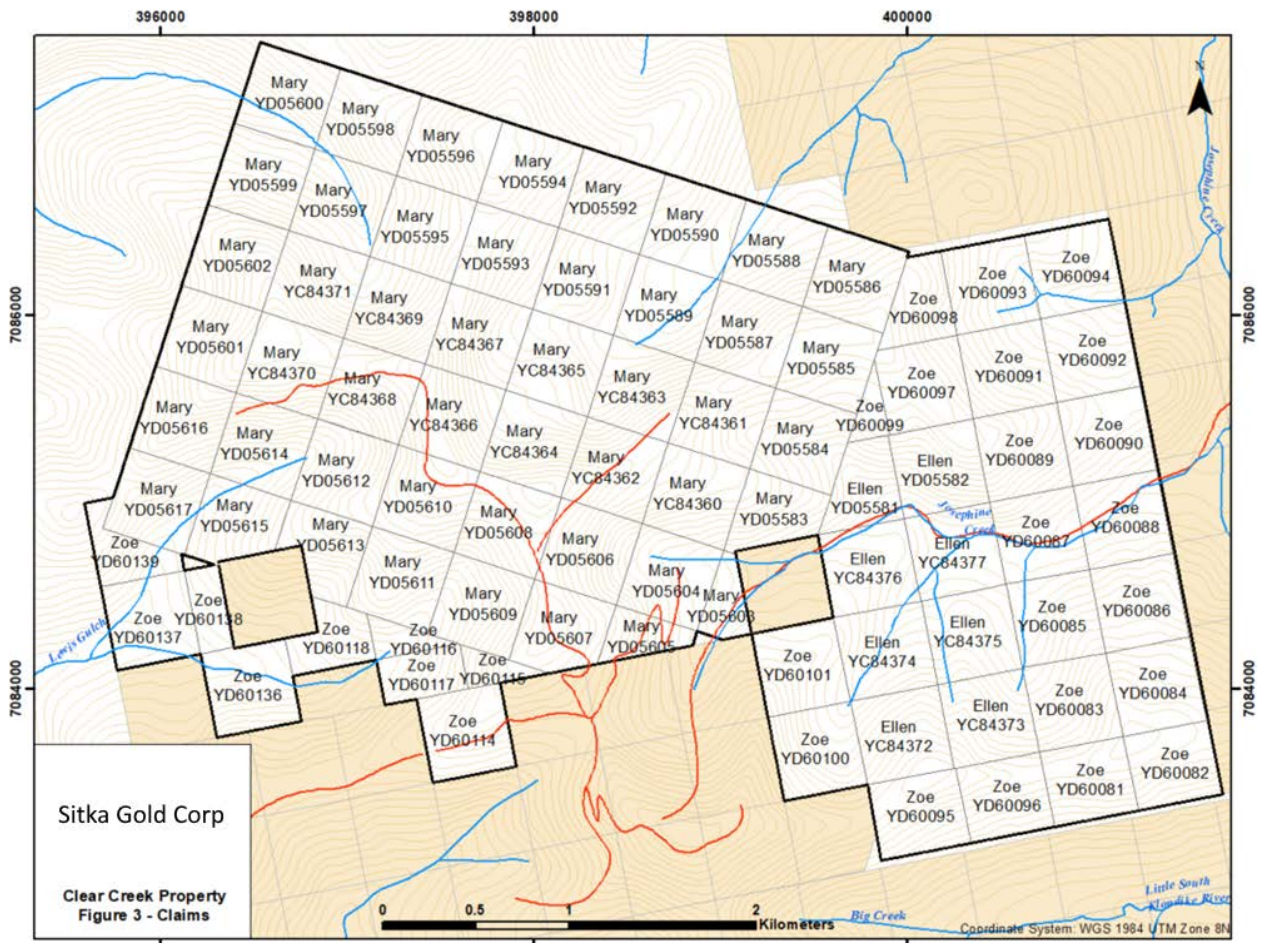 396000
398000
400000
N
Mary
YD05600
Mary
YD05598
Mary
YD05596
Mary
YD05594
Mary
YD05592
Mary
YD05590
Mary
YD05588
Mary
YD05586
Zoe
YD60098
Zoe
YD60093
Zoe
YD60094
Josephine Creek
Mary
YD05599
Mary
YD05597
Mary
YD05595
Mary
YD05593
Mary
YD05591
Mary
YD05589
Mary
YD05587
Mary
YD05585
Zoe
YD60097
Zoe
YD60091
Zoe
YD60092
7086000
7086000
Mary
YD05602
Mary
YC84371
Mary
YC84369
Mary
YC84367
Mary
YC84365
Mary
YC84363
Mary
YC84361
Mary
YD05584
Zoe
YD60099
Ellen
YD05582
Zoe
YD60089
Zoe
YD60090
Mary
YD05601
Mary
YC84370
Mary
YC84368
Mary
YC84366
Mary
YC84364
Mary
YC84362
Mary
YC84360
Mary
YD05583
Ellen
YD05581
Josephine
Creek
Zoe
YD60087
Zoe
YD60088
Mary
YD05616
Mary
YD05614
Mary
YD05612
Mary
YD05610
Mary
YD05608
Mary
YD05606
Mary
YD05604
Mary
YD05603
Ellen
YC84376
Ellen
YC84377
Zoe
YD60085
Zoe
YD60086
Mary
YD05617
Mary
YD05615
Mary
YD05613
Mary
YD05611
Mary
YD05609
Mary
YD05607
Mary
YD05605
Zoe
YD60101
Ellen
YC84374
Ellen
YC84375
Zoe
YD60083
Zoe
YD60084
Zoe
YD60139
Zoe
YD60137
Zoe
YD60138
Zoe
YD60118
Zoe
YD60116
Zoe
YD60117
Zoe
YD60115
Lewis Gulch
7084000
7084000
Zoe
YD60136
Zoe
YD60114
Zoe
YD60100
Ellen
YC84372
Ellen
YC84373
Zoe
YD60095
Zoe
YD60096
Zoe
YD60081
Zoe
YD60082
Sitka Gold Corp
Clear Creek Property
Figure 3 - Claims
0 0.5 1 2
Kilometers
Big Creek
Little South
Klondike River
Coordinate System: WGS 1984 UTM Zone 8N